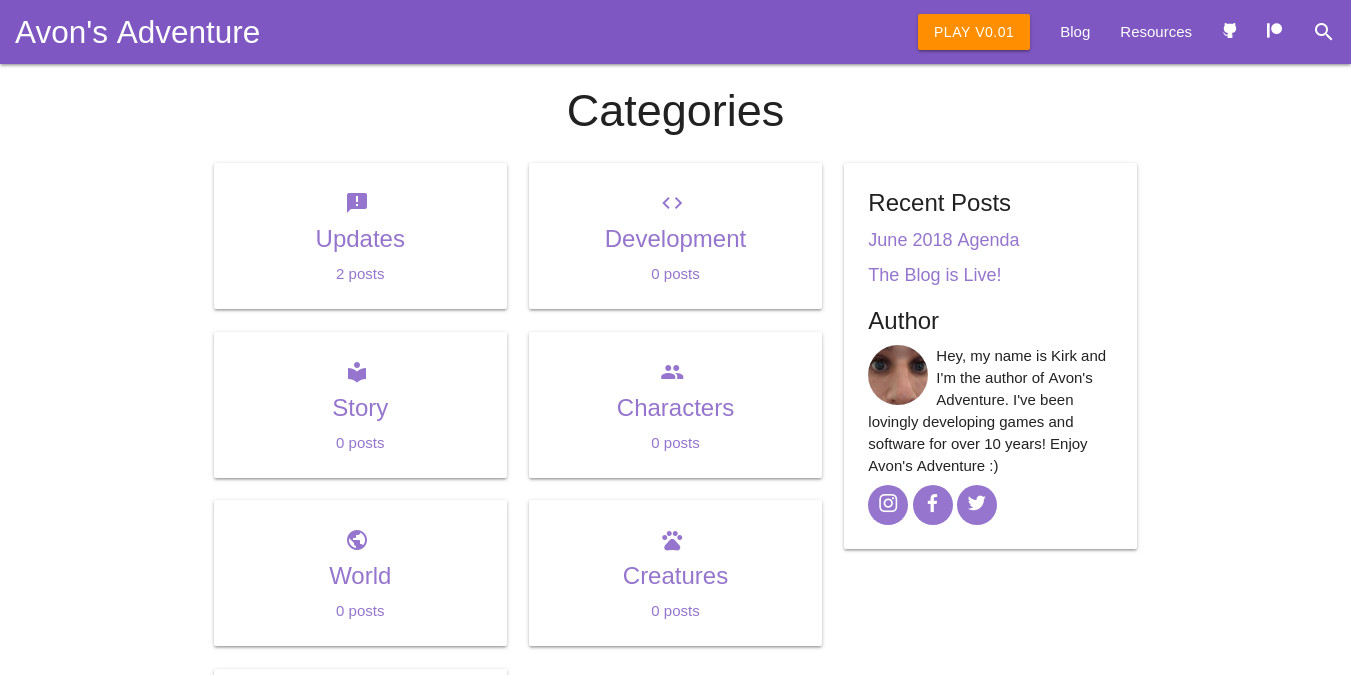 Avon's Adventure
PLAY V0.01
Blog
Resources
Categories
Updates
2 posts
Development
0 posts
Story
0 posts
Characters
0 posts
World
0 posts
Creatures
0 posts
Recent Posts
June 2018 Agenda
The Blog is Live!
Author
Hey, my name is Kirk and
I'm the author of Avon's
Adventure. I've been
lovingly developing games and
software for over 10 years! Enjoy
Avon's Adventure :)